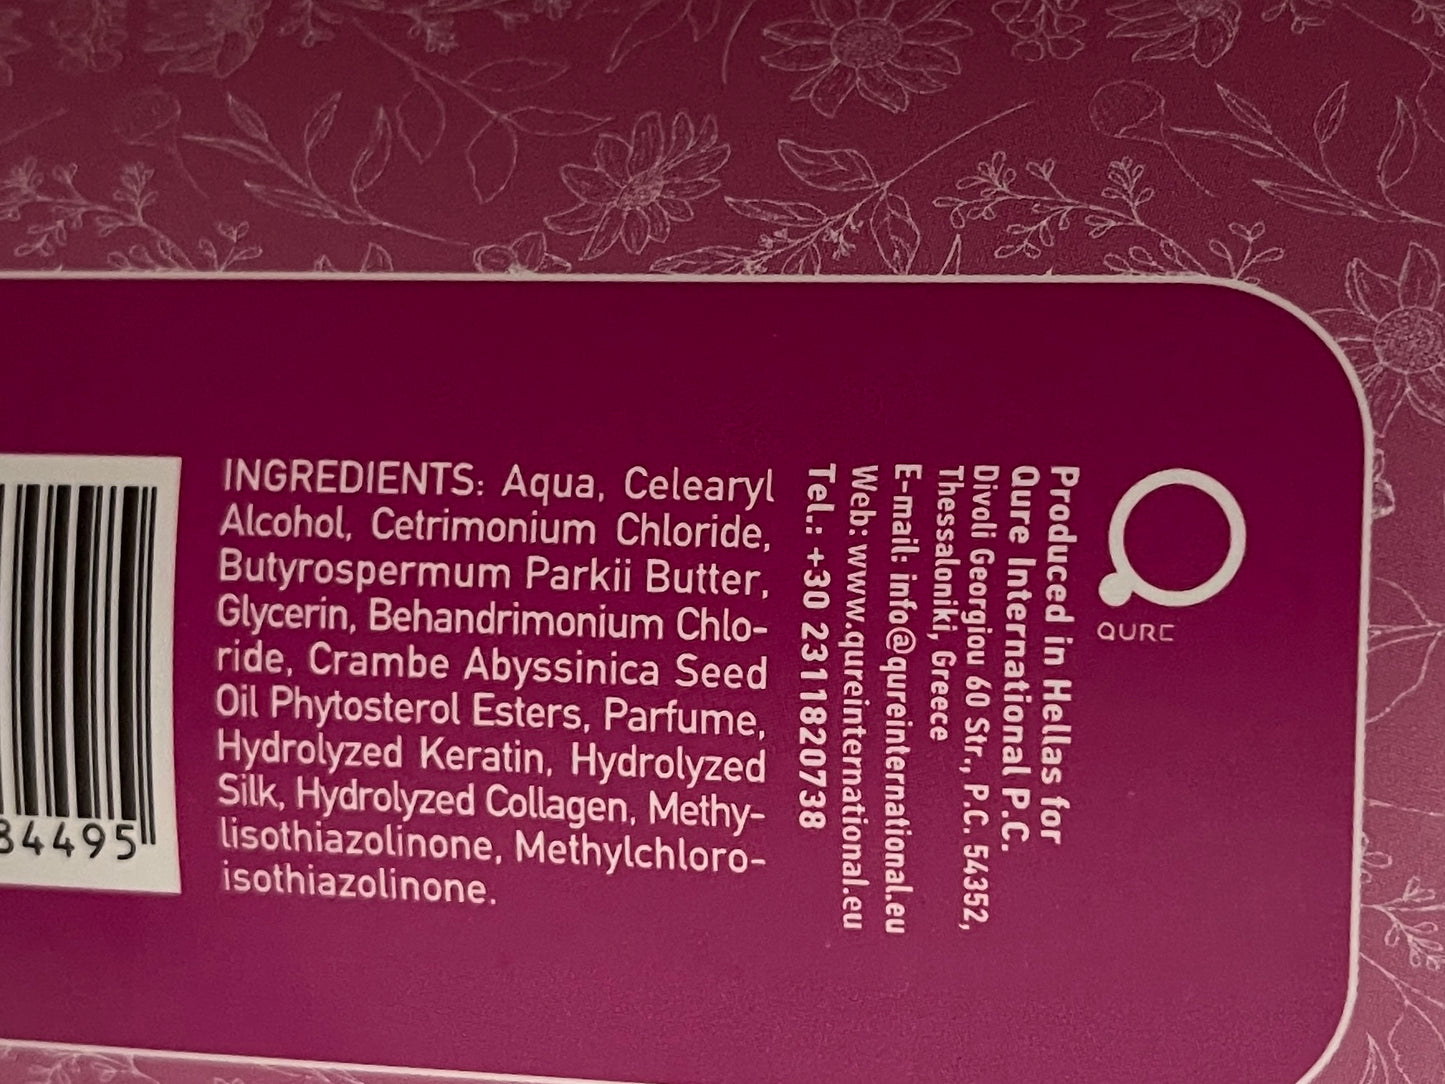 INGREDIENTS: Aqua, Celearyl
Alcohol, Cetrimonium Chloride,
Butyrospermum Parkii Butter,
Glycerin, Behandrimonium Chlo-
ride, Crambe Abyssinica Seed
Oil Phytosterol Esters, Parfume,
Hydrolyzed Keratin, Hydrolyzed
Silk, Hydrolyzed Collagen, Methy-
lisothiazolinone, Methylchloro-
isothiazolinone.
84495
QURE
Produced in Hellas for
Qure International P.C.
Divoli Georgiou 60 Str., P.C. 54352,
Thessaloniki, Greece
E-mail: info@qureinternational.eu
Web: www.qureinternational.eu
Tel.: +30 2311820738